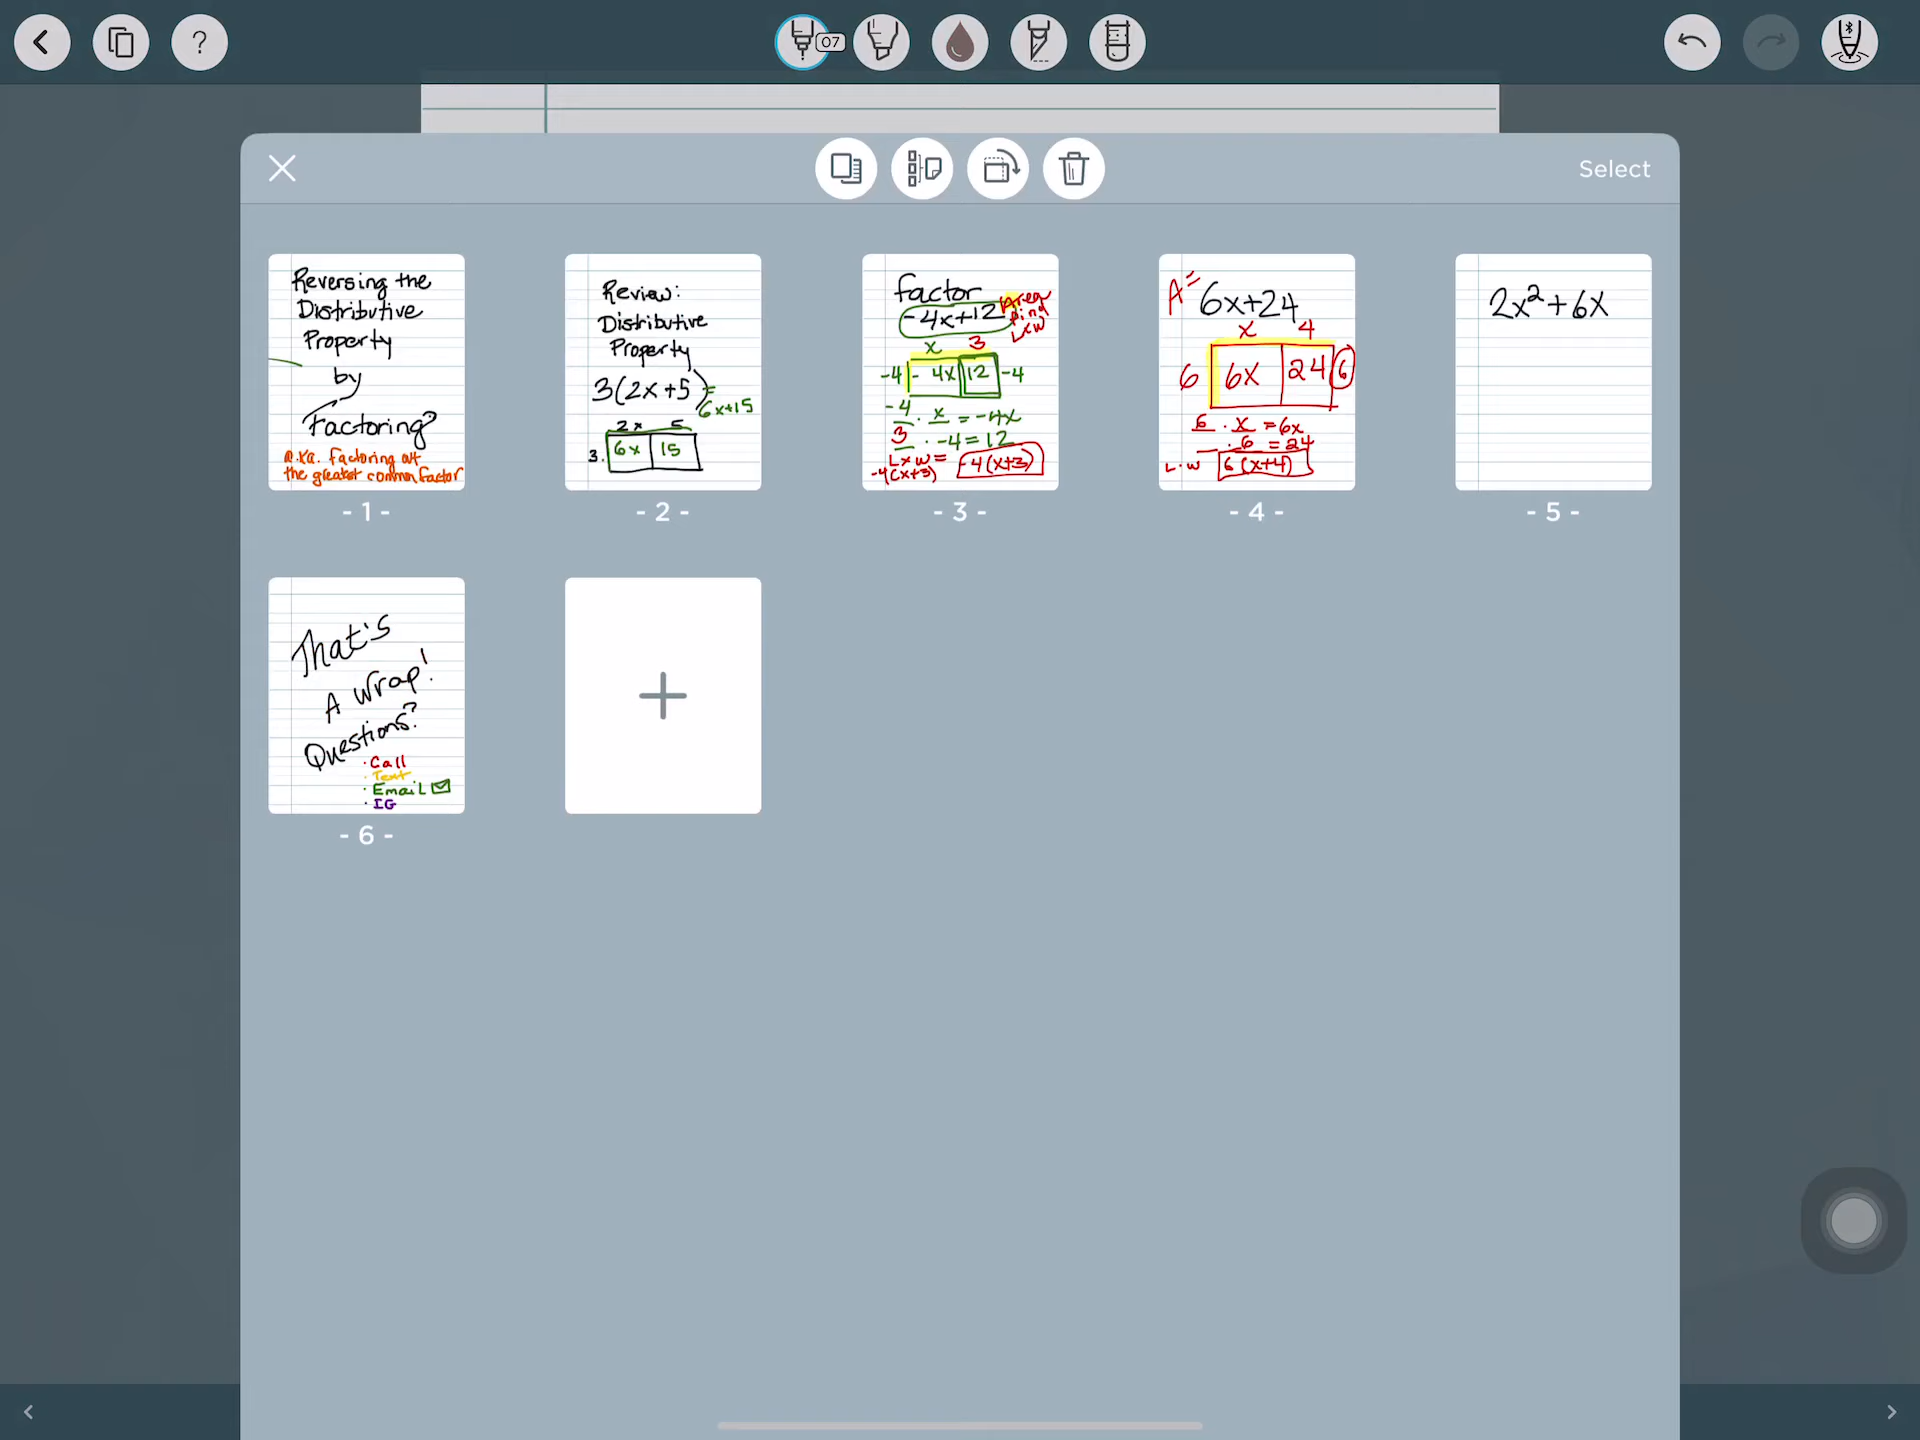 07
Select
Reversing the
Distributive
Property
by
Factoring?
a.k.a. factoring out
the greatest common factor
- 1 -
Review:
Distributive
Property
3(2x+5) =
6x+15
2x 5
3. 6x 15
- 2 -
factor
-4x+12
Area
find
LxW
x 3
-4 - 4x 12 -4
-4 · x = -4x
3 · -4 = 12
LxW =
-4(x+3)
-4(x+3)
- 3 -
A=
6x+24
x 4
6 6x 24 6
6 · x = 6x
· 6 = 24
L·W 6(x+4)
- 4 -
2x²+6x
- 5 -
That's
A Wrap!
Questions?
· Call
· Text
· Email
· IG
- 6 -